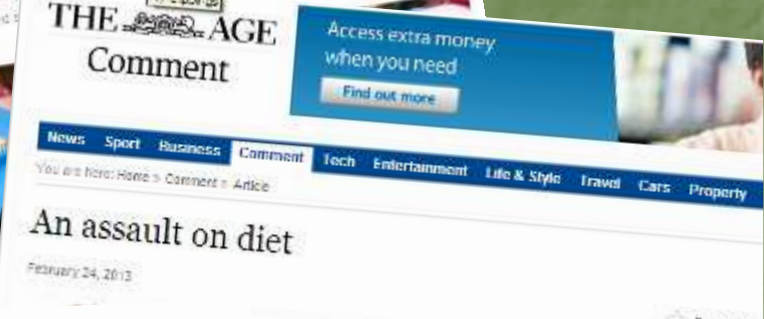 THE AGE
Comment
Access extra money
when you need
Find out more
News Sport Business Comment Tech Entertainment Life & Style Travel Cars Property
You are here: Home » Comment » Article
An assault on diet
February 24, 2013